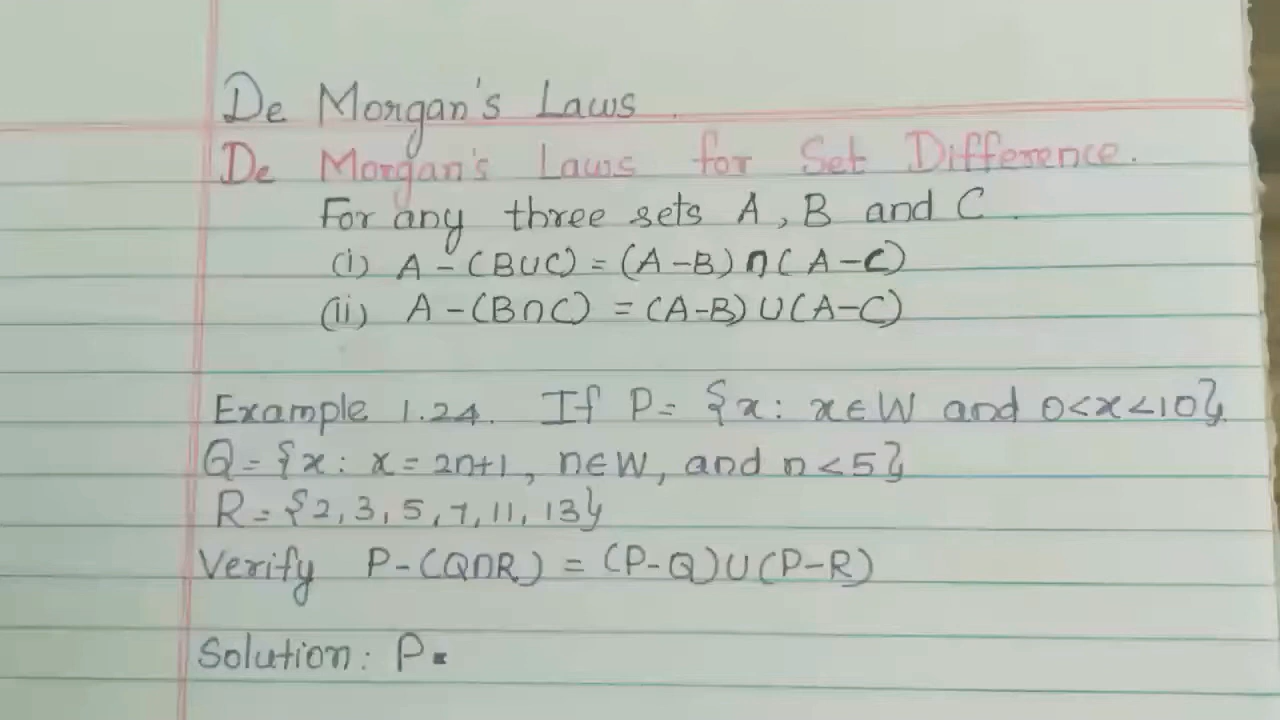 De Morgan's Laws.
De Morgan's Laws for Set Difference.
For any three sets A, B and C.
(i) A-(B∪C) = (A-B)∩(A-C)
(ii) A-(B∩C) = (A-B)∪(A-C)
Example 1.24. If P= {x: x∈W and 0<x<10},
Q={x: x=2n+1, n∈W, and n<5}
R={2,3,5,7,11,13}
Verify P-(Q∩R) = (P-Q)∪(P-R)
Solution: P=